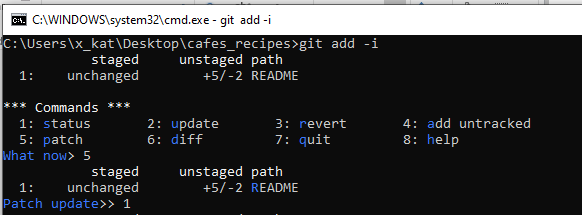 C:\WINDOWS\system32\cmd.exe - git add -i
C:\Users\x_kat\Desktop\cafes_recipes>git add -i
staged unstaged path
1: unchanged +5/-2 README
*** Commands ***
1: status 2: update 3: revert 4: add untracked
5: patch 6: diff 7: quit 8: help
What now> 5
staged unstaged path
1: unchanged +5/-2 README
Patch update>> 1